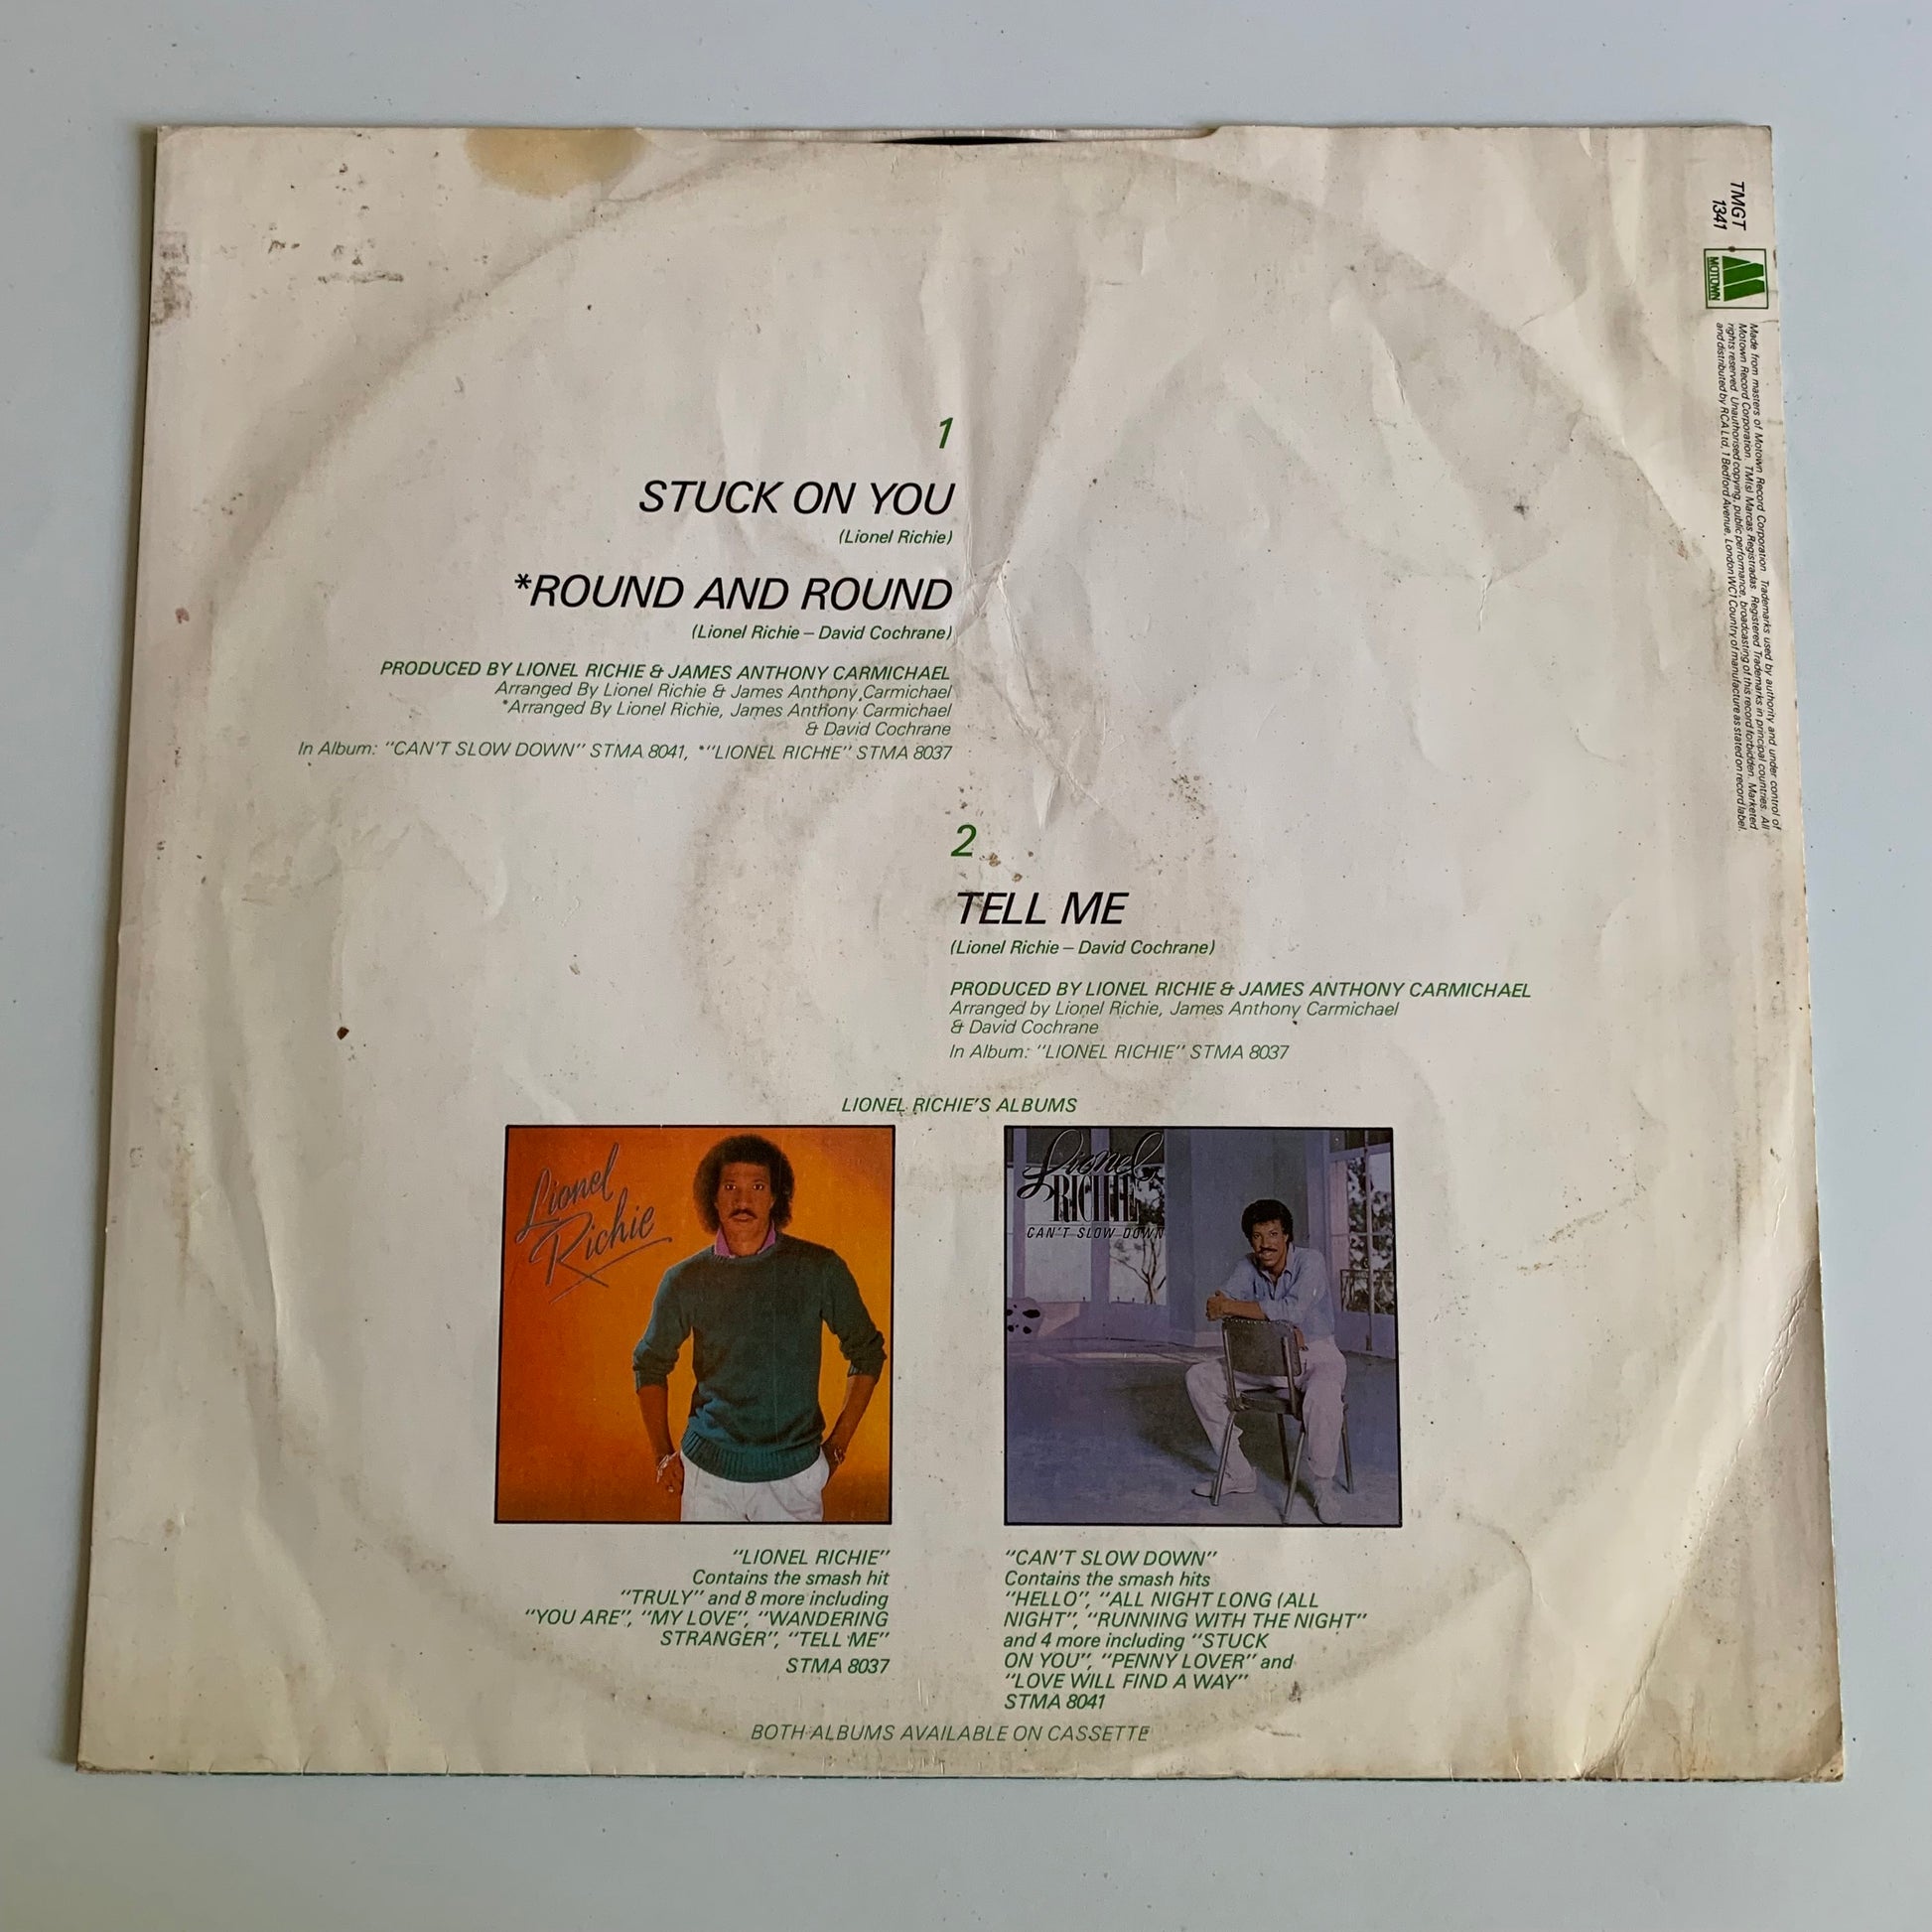 1
STUCK ON YOU
(Lionel Richie)
*ROUND AND ROUND
(Lionel Richie – David Cochrane)
PRODUCED BY LIONEL RICHIE & JAMES ANTHONY CARMICHAEL
Arranged By Lionel Richie & James Anthony Carmichael
*Arranged By Lionel Richie, James Anthony Carmichael
& David Cochrane
In Album: "CAN'T SLOW DOWN" STMA 8041, *"LIONEL RICHIE" STMA 8037
2
TELL ME
(Lionel Richie – David Cochrane)
PRODUCED BY LIONEL RICHIE & JAMES ANTHONY CARMICHAEL
Arranged by Lionel Richie, James Anthony Carmichael
& David Cochrane
In Album: "LIONEL RICHIE" STMA 8037
LIONEL RICHIE'S ALBUMS
Lionel
Richie
Lionel
RICHIE
CAN'T SLOW DOWN
"LIONEL RICHIE"
Contains the smash hit
"TRULY" and 8 more including
"YOU ARE", "MY LOVE", "WANDERING
STRANGER", "TELL ME"
STMA 8037
"CAN'T SLOW DOWN"
Contains the smash hits
"HELLO", "ALL NIGHT LONG (ALL
NIGHT", "RUNNING WITH THE NIGHT"
and 4 more including "STUCK
ON YOU", "PENNY LOVER" and
"LOVE WILL FIND A WAY"
STMA 8041
BOTH ALBUMS AVAILABLE ON CASSETTE
TMGT
1341
MOTOWN
Made from masters of Motown Record Corporation. Trademarks used by authority and under control of
Motown Record Corporation. TM(s) Marcas Registradas. Registered Trademarks in principal countries. All
rights reserved. Unauthorised copying, public performance, broadcasting of this record forbidden. Marketed
and distributed by RCA Ltd, 1 Bedford Avenue, London WC1 Country of manufacture as stated on record label.